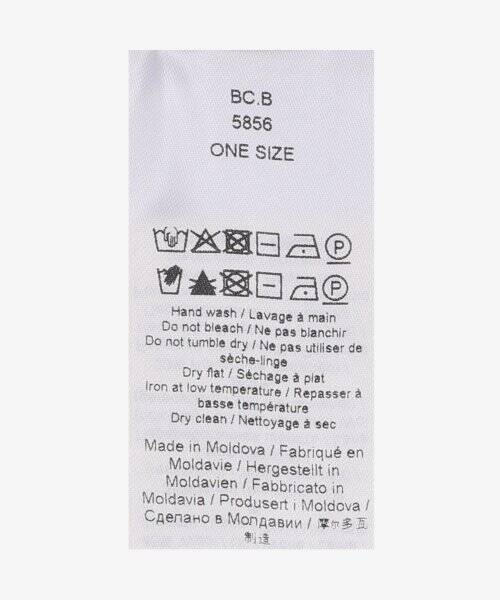 BC.B
5856
ONE SIZE
P
P
Hand wash / Lavage à main
Do not bleach / Ne pas blanchir
Do not tumble dry / Ne pas utiliser de
sèche-linge
Dry flat / Séchage à plat
Iron at low temperature / Repasser à
basse température
Dry clean / Nettoyage à sec
Made in Moldova / Fabriqué en
Moldavie / Hergestellt in
Moldavien / Fabbricato in
Moldavia / Produsert i Moldova /
Сделано в Молдавии / 摩尔多瓦
制造